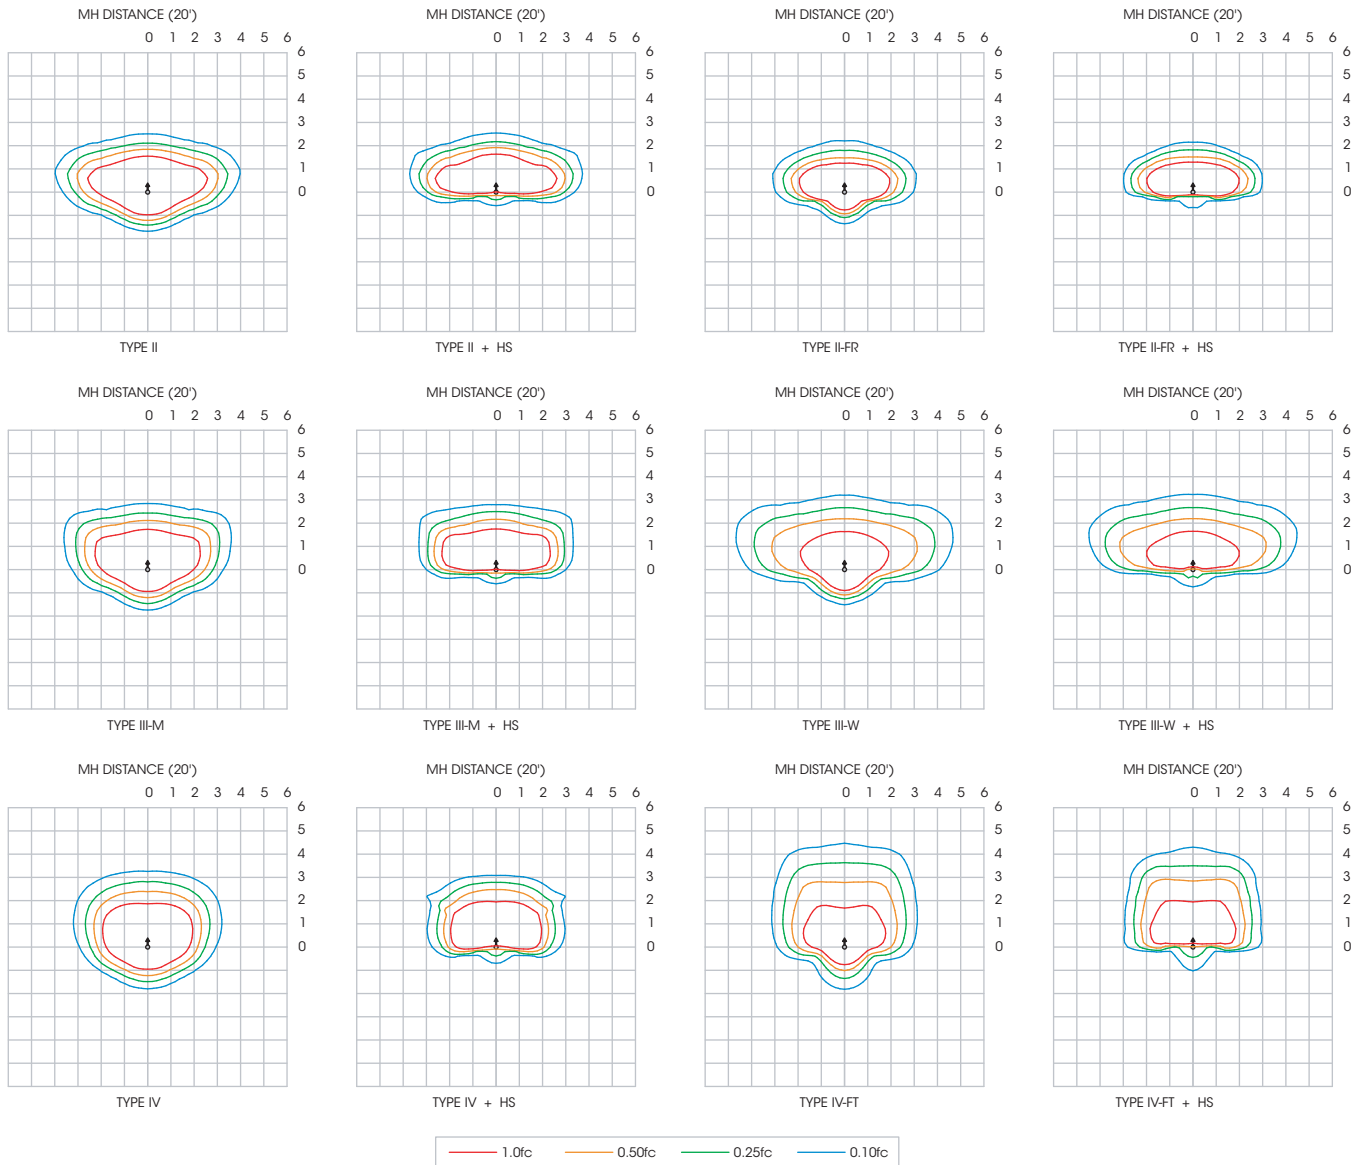 MH DISTANCE (20') MH DISTANCE (20') MH DISTANCE (20') MH DISTANCE (20')
0 1 2 3 4 5 6 0 1 2 3 4 5 6 0 1 2 3 4 5 6 0 1 2 3 4 5 6
6 6 6 6
5 5 5 5
4 4 4 4
3 3 3 3
2 2 2 2
1 1 1 1
0 0 0 0
TYPE II TYPE II + HS TYPE II-FR TYPE II-FR + HS
MH DISTANCE (20') MH DISTANCE (20') MH DISTANCE (20') MH DISTANCE (20')
0 1 2 3 4 5 6 0 1 2 3 4 5 6 0 1 2 3 4 5 6 0 1 2 3 4 5 6
6 6 6 6
5 5 5 5
4 4 4 4
3 3 3 3
2 2 2 2
1 1 1 1
0 0 0 0
TYPE III-M TYPE III-M + HS TYPE III-W TYPE III-W + HS
MH DISTANCE (20') MH DISTANCE (20') MH DISTANCE (20') MH DISTANCE (20')
0 1 2 3 4 5 6 0 1 2 3 4 5 6 0 1 2 3 4 5 6 0 1 2 3 4 5 6
6 6 6 6
5 5 5 5
4 4 4 4
3 3 3 3
2 2 2 2
1 1 1 1
0 0 0 0
TYPE IV TYPE IV + HS TYPE IV-FT TYPE IV-FT + HS
1.0fc 0.50fc 0.25fc 0.10fc